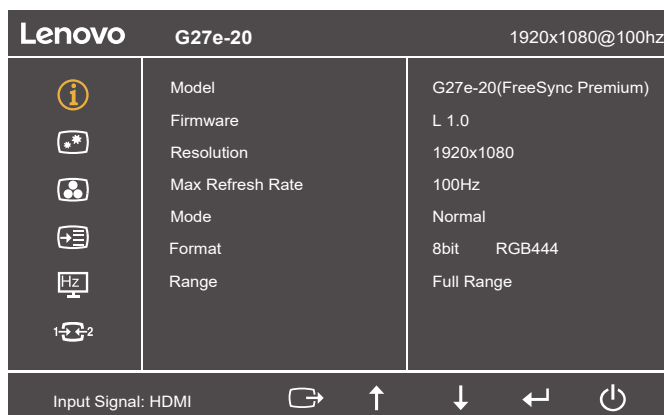 Lenovo G27e-20 1920x1080@100hz
Model G27e-20(FreeSync Premium)
Firmware L 1.0
Resolution 1920x1080
Max Refresh Rate 100Hz
Mode Normal
Format 8bit RGB444
Range Full Range
Hz
1 2
Input Signal: HDMI